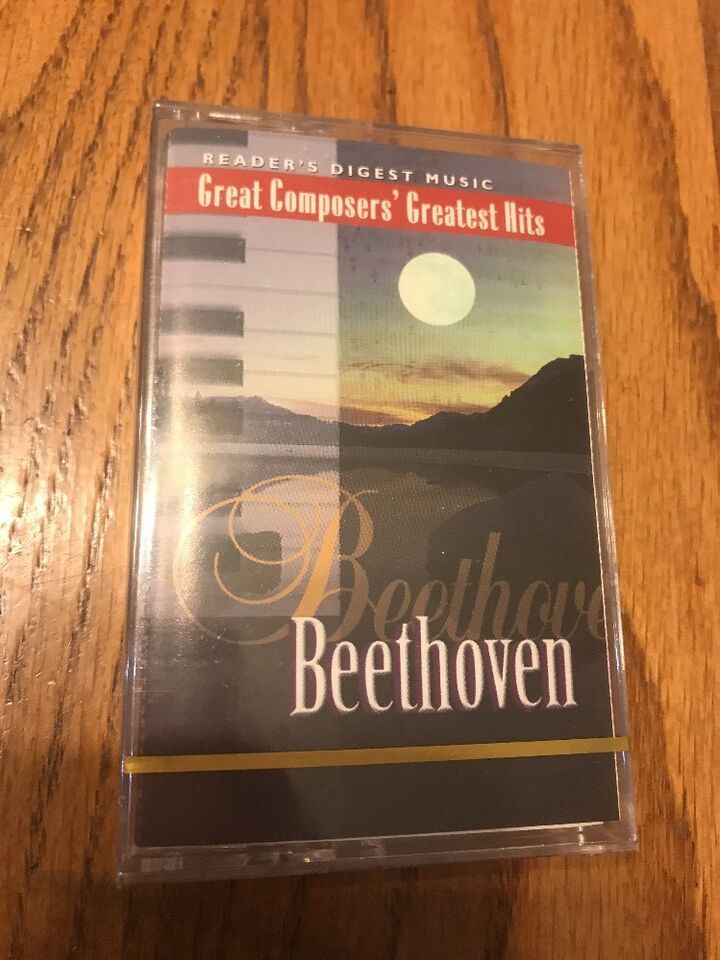 READER'S DIGEST MUSIC
Great Composers' Greatest Hits
Beethove
Beethoven